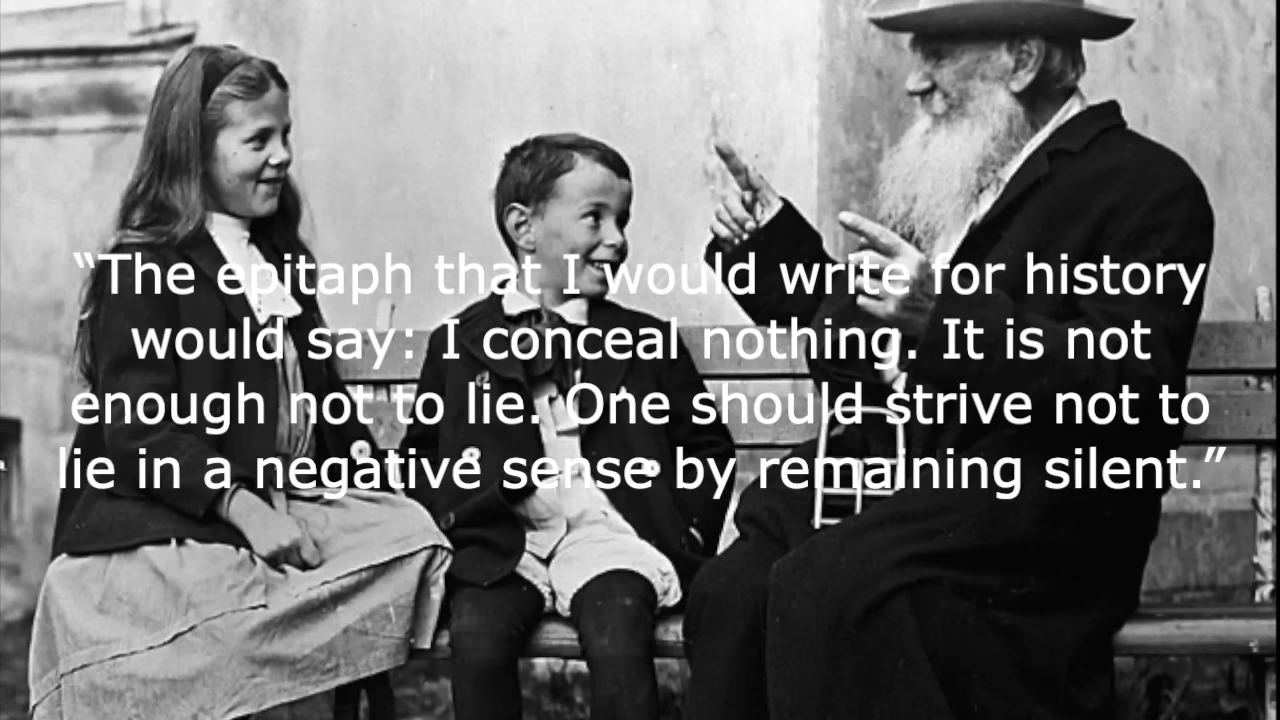 “The epitaph that I would write for history
would say: I conceal nothing. It is not
enough not to lie. One should strive not to
lie in a negative sense by remaining silent.”